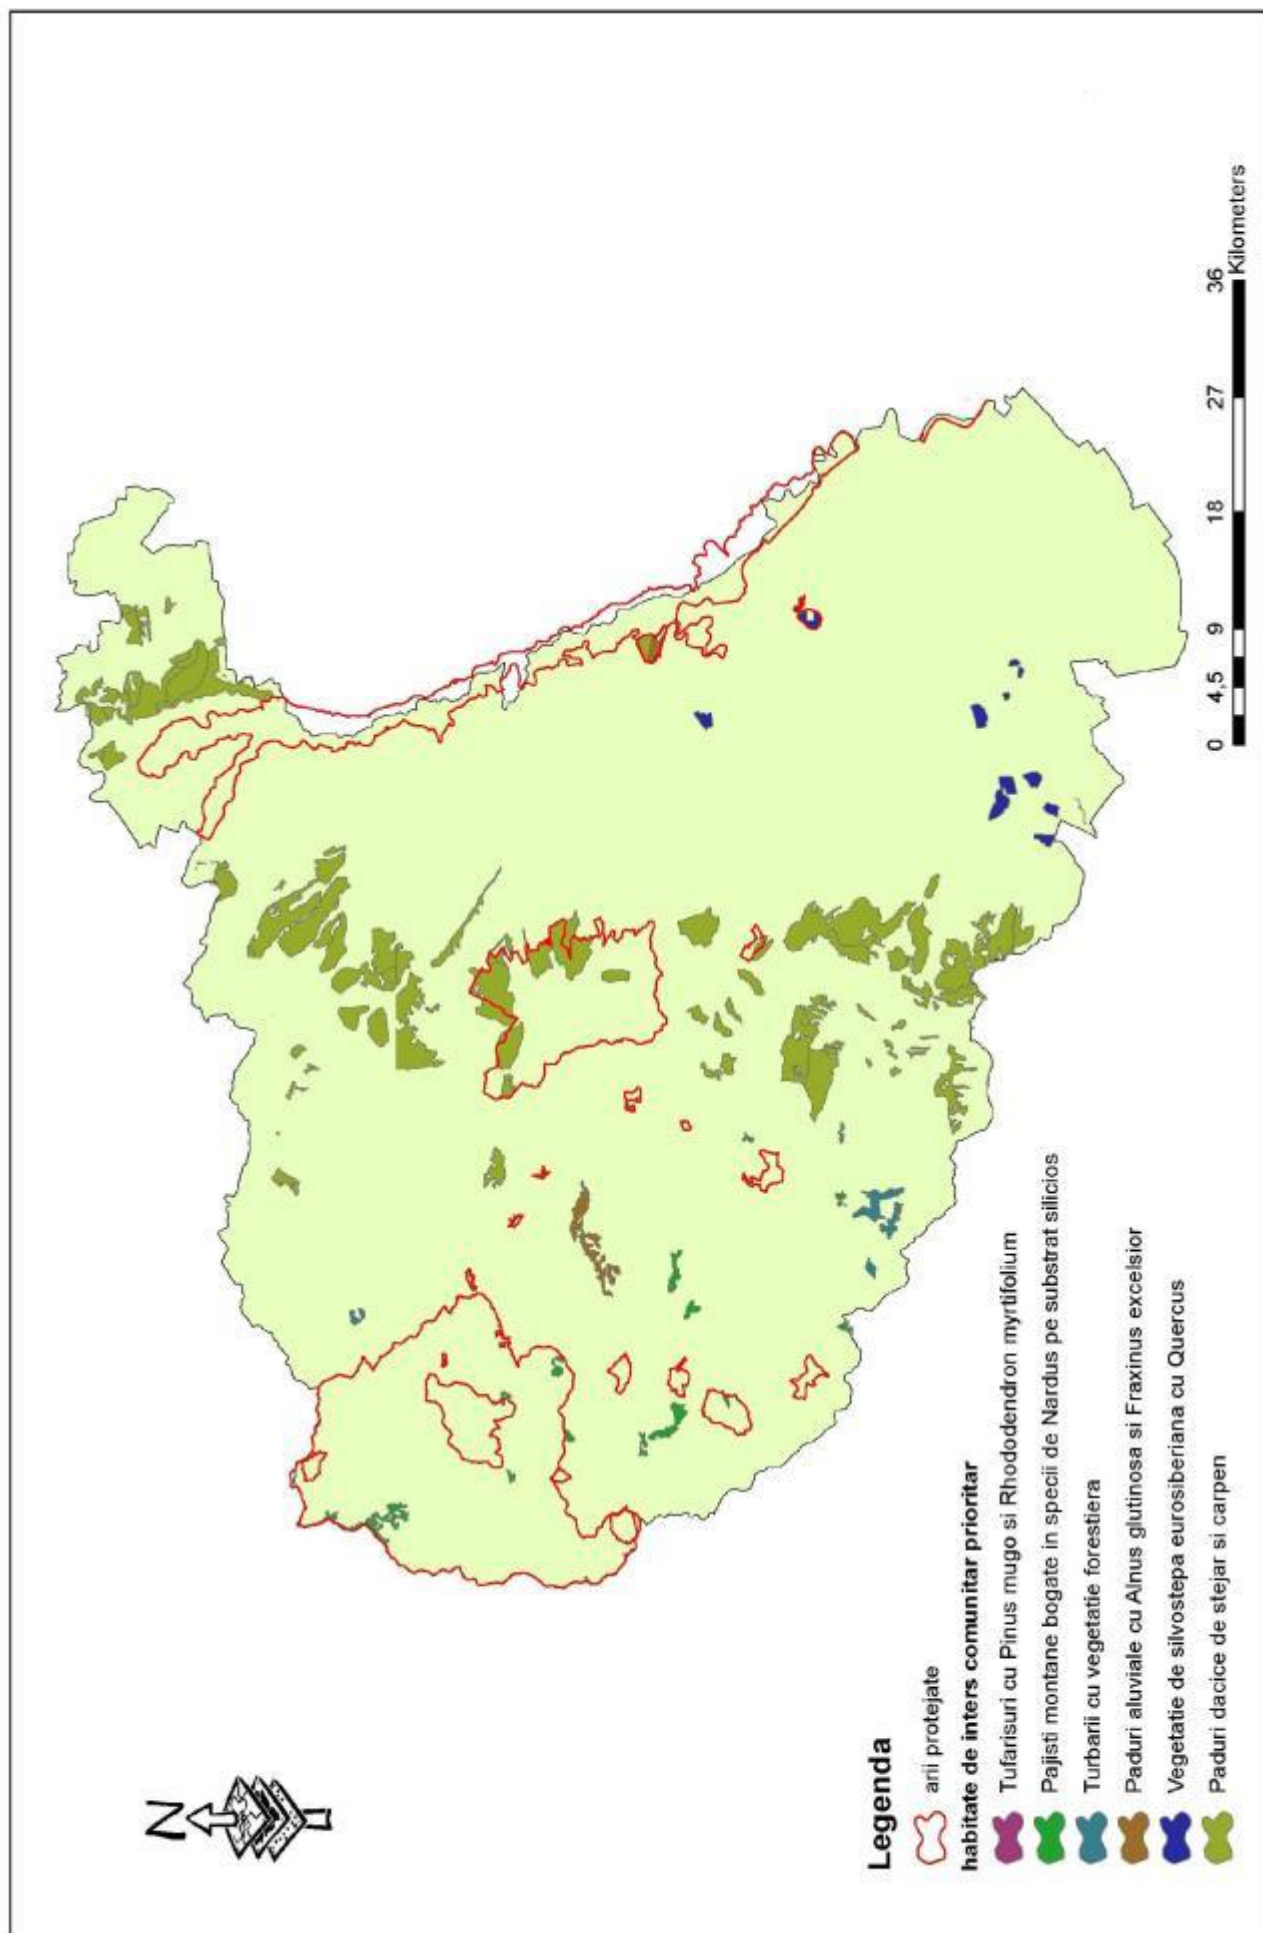 N
Legenda
arii protejate
habitate de inters comunitar prioritar
Tufarisuri cu Pinus mugo si Rhododendron myrtifolium
Pajisti montane bogate in specii de Nardus pe substrat silicios
Turbarii cu vegetatie forestiera
Paduri aluviale cu Alnus glutinosa si Fraxinus excelsior
Vegetatie de silvostepa eurosiberiana cu Quercus
Paduri dacice de stejar si carpen
0 4,5 9 18 27 36
Kilometers